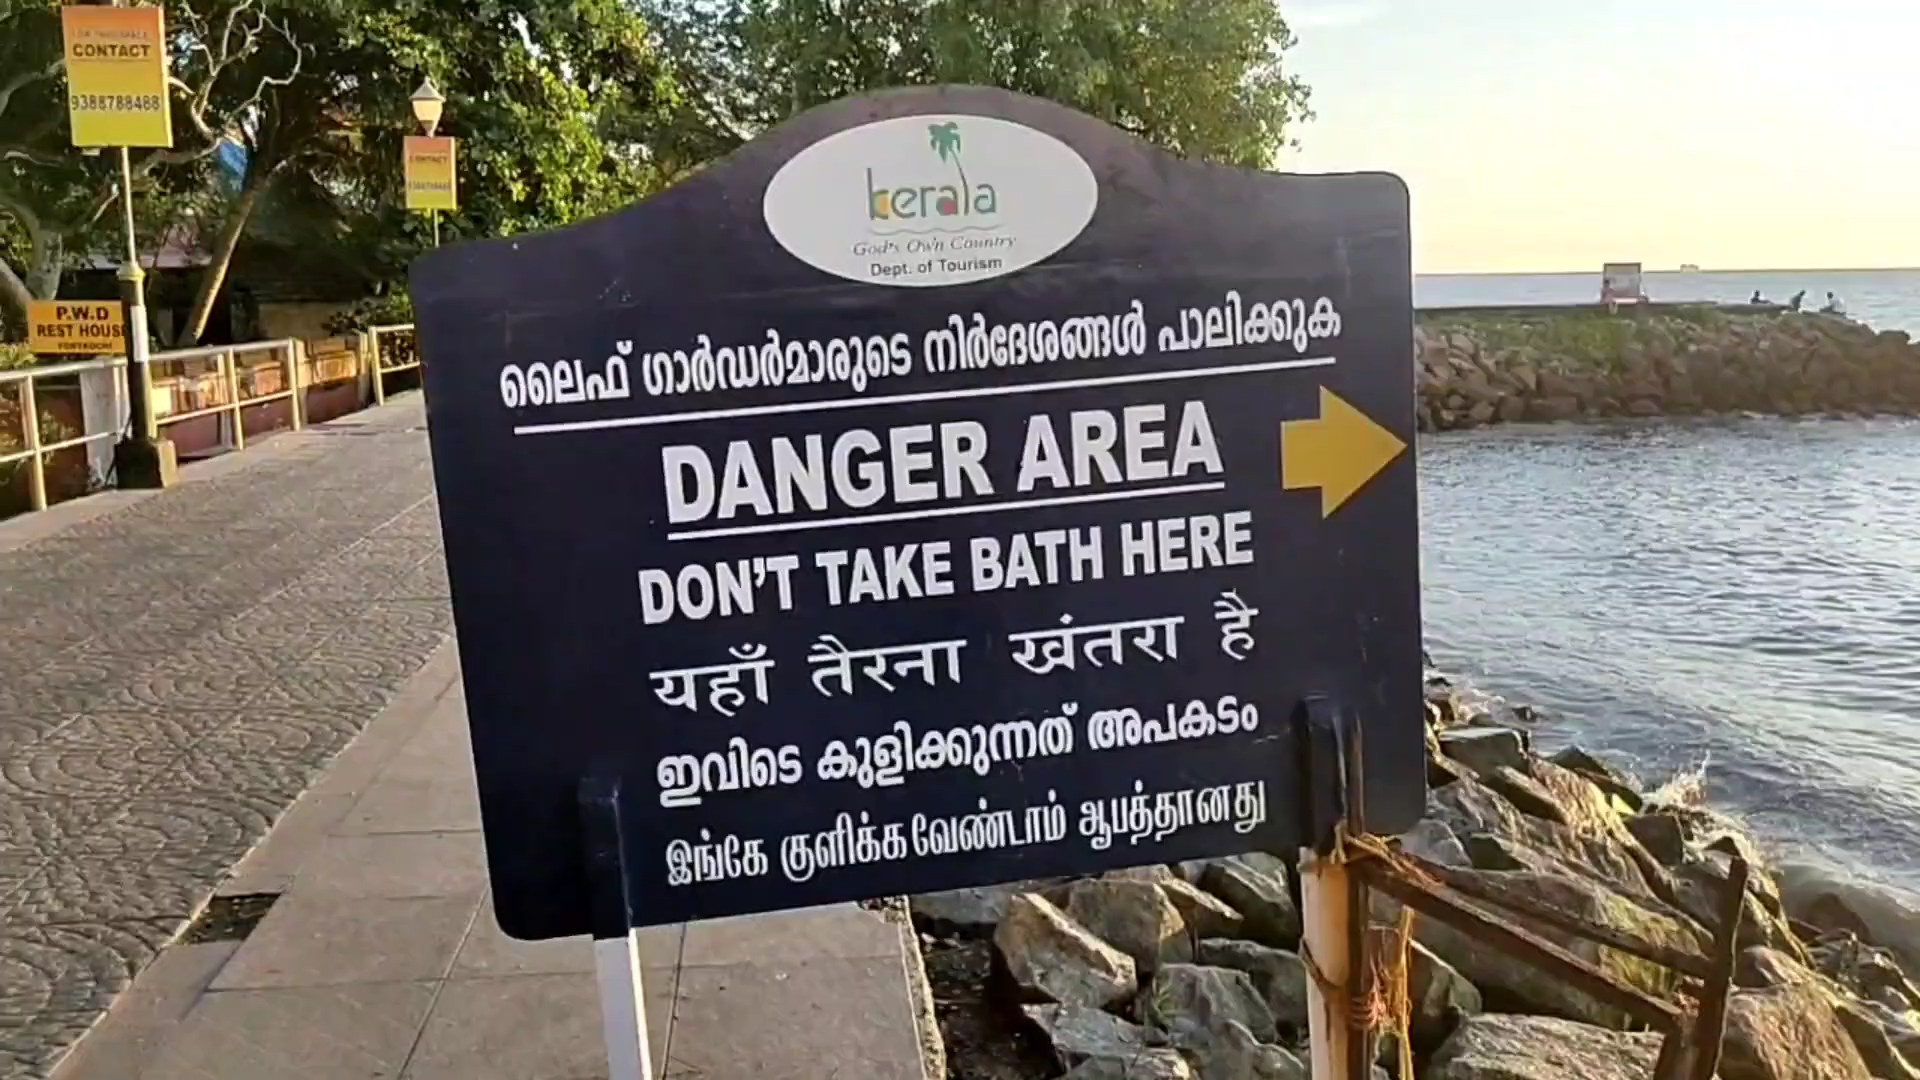 CONTACT
9388788488
CONTACT
P.W.D
REST HOUSE
FORTKOCHI
kerala
God's Own Country
Dept. of Tourism
ലൈഫ് ഗാർഡർമാരുടെ നിർദേശങ്ങൾ പാലിക്കുക
DANGER AREA
DON'T TAKE BATH HERE
यहाँ तैरना खंतरा है
ഇവിടെ കുളിക്കുന്നത് അപകടം
இங்கே குளிக்கவேண்டாம் ஆபத்தானது